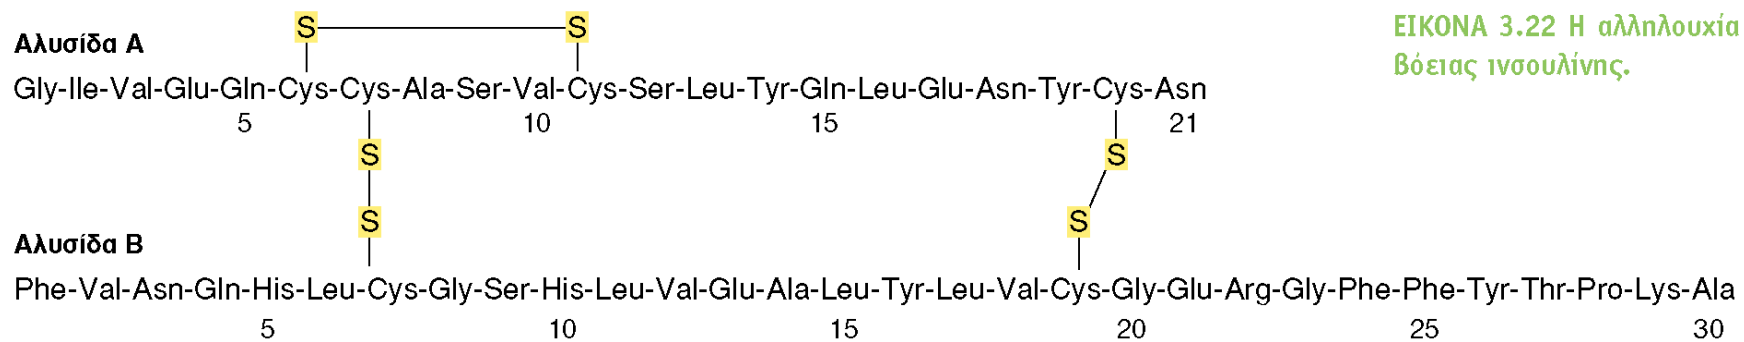 ΕΙΚΟΝΑ 3.22 Η αλληλουχία
βόειας ινσουλίνης.
Αλυσίδα Α
S S
Gly-Ile-Val-Glu-Gln-Cys-Cys-Ala-Ser-Val-Cys-Ser-Leu-Tyr-Gln-Leu-Glu-Asn-Tyr-Cys-Asn
5 10 15 21
S S
S S
Αλυσίδα Β
Phe-Val-Asn-Gln-His-Leu-Cys-Gly-Ser-His-Leu-Val-Glu-Ala-Leu-Tyr-Leu-Val-Cys-Gly-Glu-Arg-Gly-Phe-Phe-Tyr-Thr-Pro-Lys-Ala
5 10 15 20 25 30